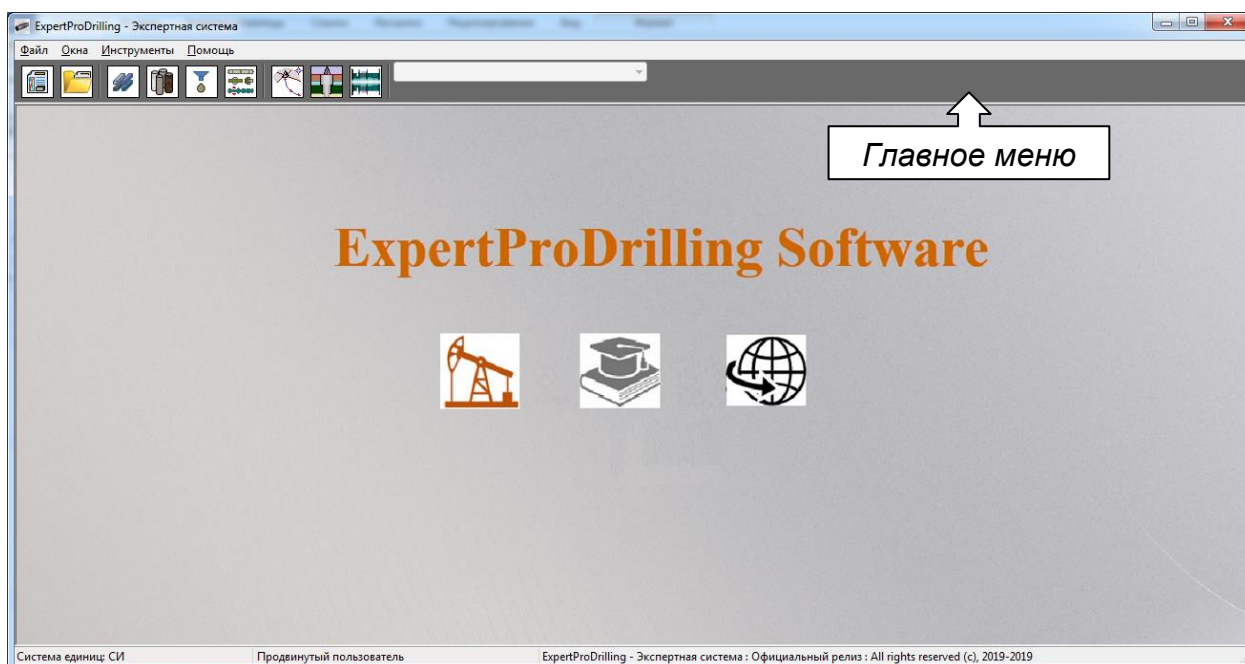 ExpertProDrilling - Экспертная система
Файл Окна Инструменты Помощь
Главное меню
ExpertProDrilling Software
Система единиц: СИ Продвинутый пользователь ExpertProDrilling - Экспертная система : Официальный релиз : All rights reserved (c), 2019-2019